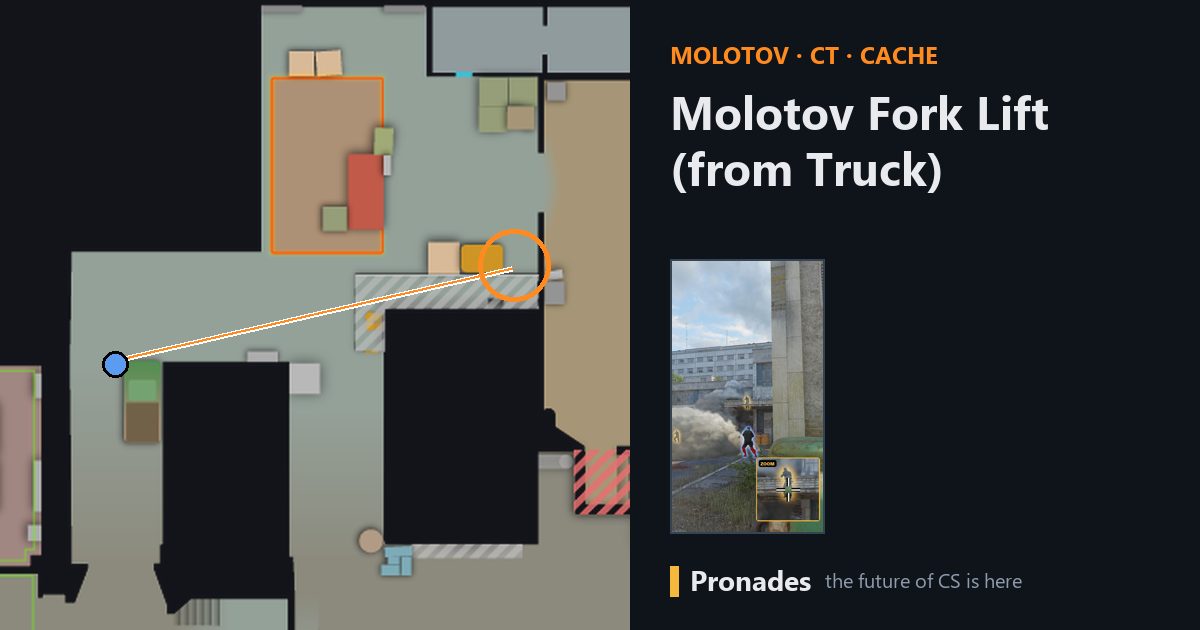 MOLOTOV · CT · CACHE
Molotov Fork Lift
(from Truck)
ZOOM
Pronades the future of CS is here